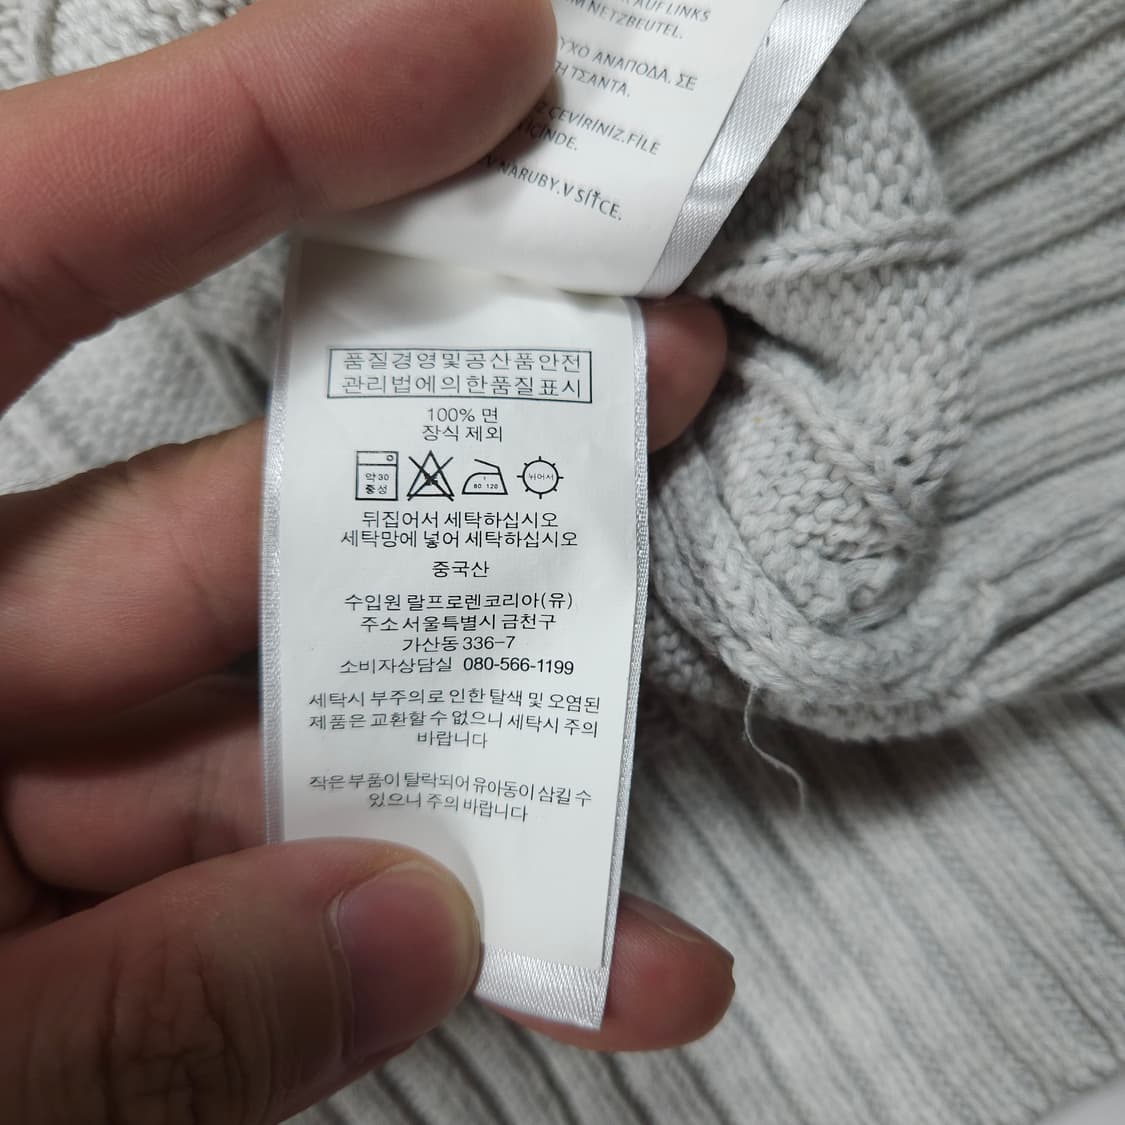 AUF LINKS
NETZBEUTEL.
ΑΝΑΠΟΔΑ. ΣΕ
ΤΣΑΝΤΑ.
ÇEVİRİNİZ.FİLE
İÇİNDE.
NARUBY.V SÍŤCE.
품질경영및공산품안전
관리법에의한품질표시
100% 면
장식 제외
약30
중성
80 120
뉘어서
뒤집어서 세탁하십시오
세탁망에 넣어 세탁하십시오
중국산
수입원 랄프로렌코리아(유)
주소 서울특별시 금천구
가산동 336-7
소비자상담실 080-566-1199
세탁시 부주의로 인한 탈색 및 오염된
제품은 교환할 수 없으니 세탁시 주의
바랍니다
작은 부품이 탈락되어 유아동이 삼킬 수
있으니 주의 바랍니다